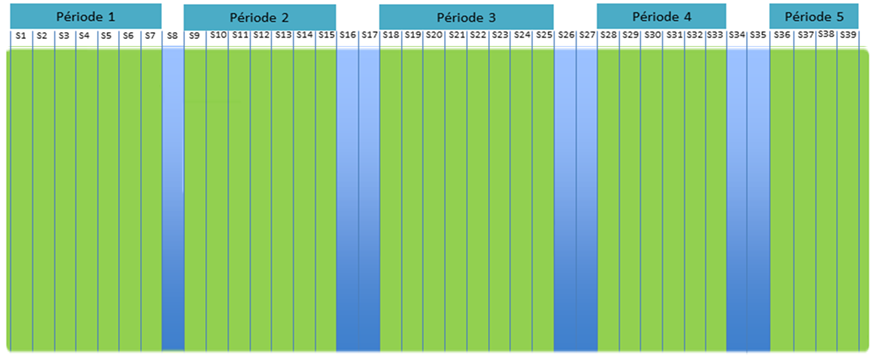 Période 1 Période 2 Période 3 Période 4 Période 5
S1 S2 S3 S4 S5 S6 S7 S8 S9 S10 S11 S12 S13 S14 S15 S16 S17 S18 S19 S20 S21 S22 S23 S24 S25 S26 S27 S28 S29 S30 S31 S32 S33 S34 S35 S36 S37 S38 S39